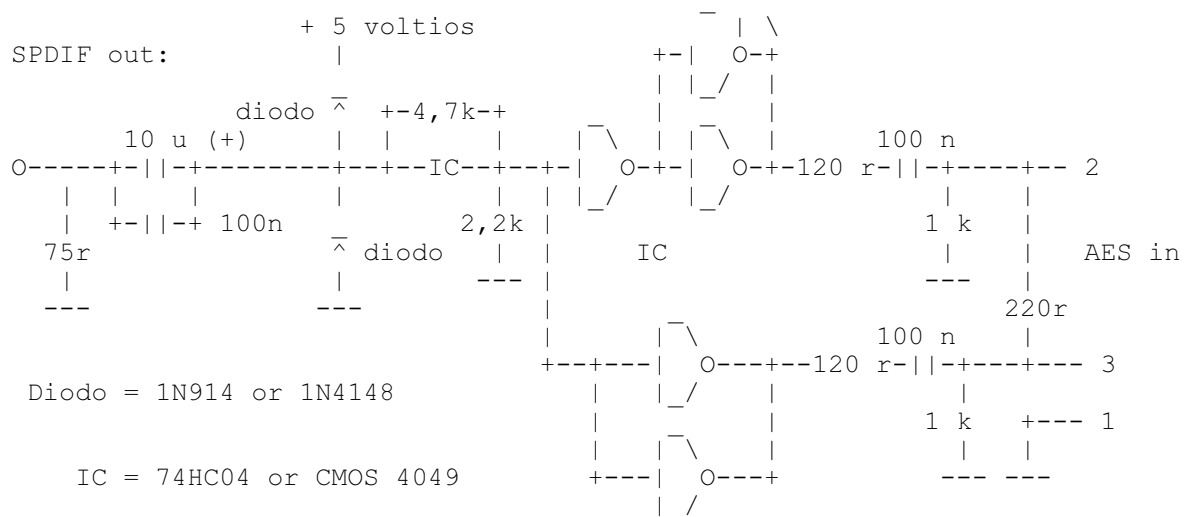 + 5 voltios
SPDIF out:
diodo
4,7k
10 u (+)
100 n
O
IC
120 r
2
100n
2,2k
1 k
75r
diodo
IC
AES in
220r
100 n
120 r
3
Diodo = 1N914 or 1N4148
1 k
1
IC = 74HC04 or CMOS 4049